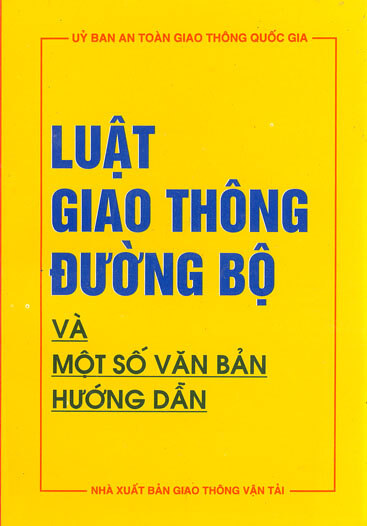 UỶ BAN AN TOÀN GIAO THÔNG QUỐC GIA
LUẬT
GIAO THÔNG
ĐƯỜNG BỘ
VÀ
MỘT SỐ VĂN BẢN
HƯỚNG DẪN
NHÀ XUẤT BẢN GIAO THÔNG VẬN TẢI